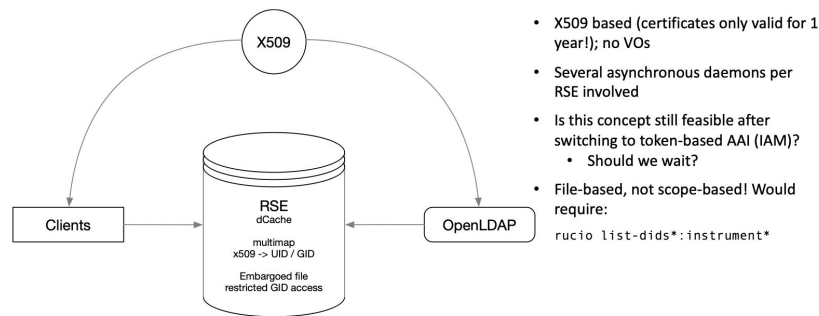 X509
Clients
RSE
dCache
multimap
x509 -> UID / GID
Embargoed file
restricted GID access
OpenLDAP
• X509 based (certificates only valid for 1
year!); no VOs
• Several asynchronous daemons per
RSE involved
• Is this concept still feasible after
switching to token-based AAI (IAM)?
• Should we wait?
• File-based, not scope-based! Would
require:
rucio list-dids*:instrument*